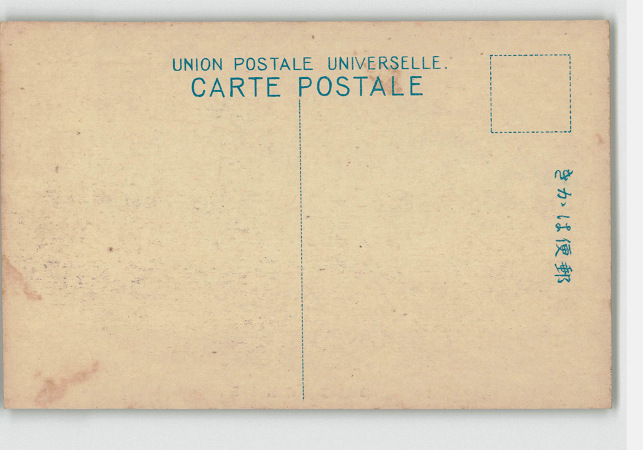 UNION POSTALE UNIVERSELLE.
CARTE POSTALE
きかは便郵